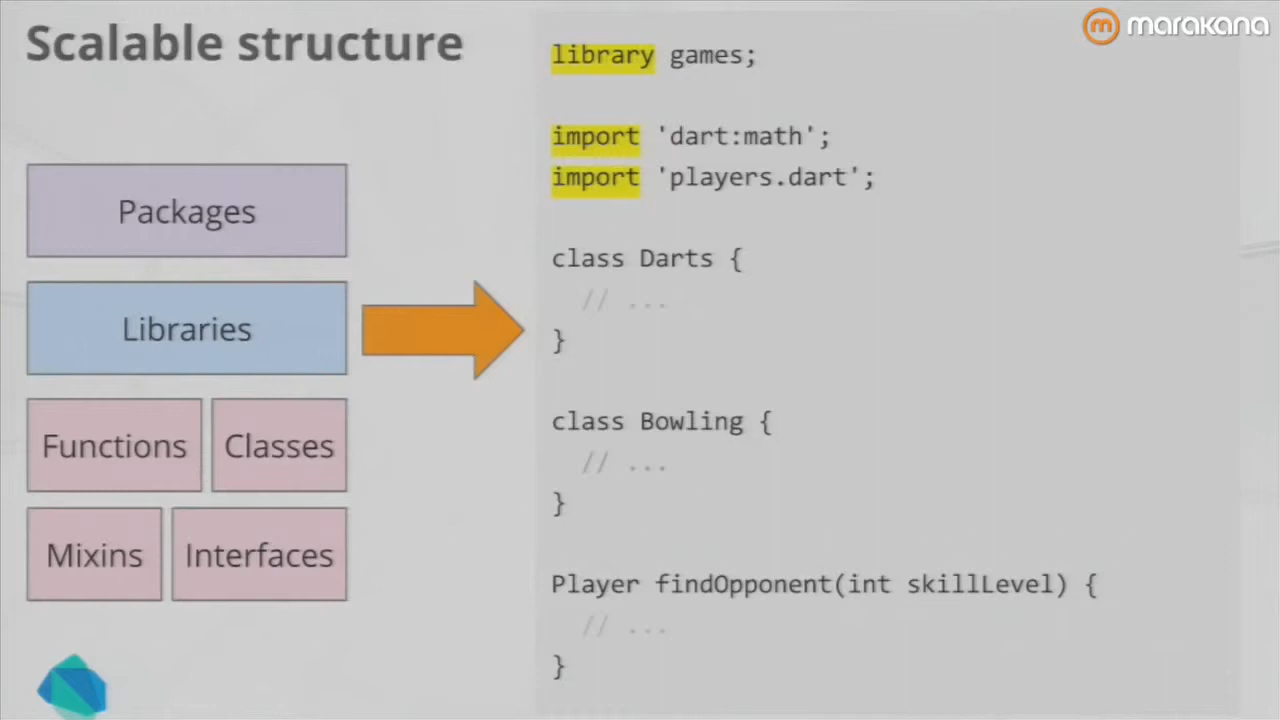 Scalable structure
marakana
Packages
Libraries
Functions
Classes
Mixins
Interfaces
library games;
import 'dart:math';
import 'players.dart';
class Darts {
// ...
}
class Bowling {
// ...
}
Player findOpponent(int skillLevel) {
// ...
}